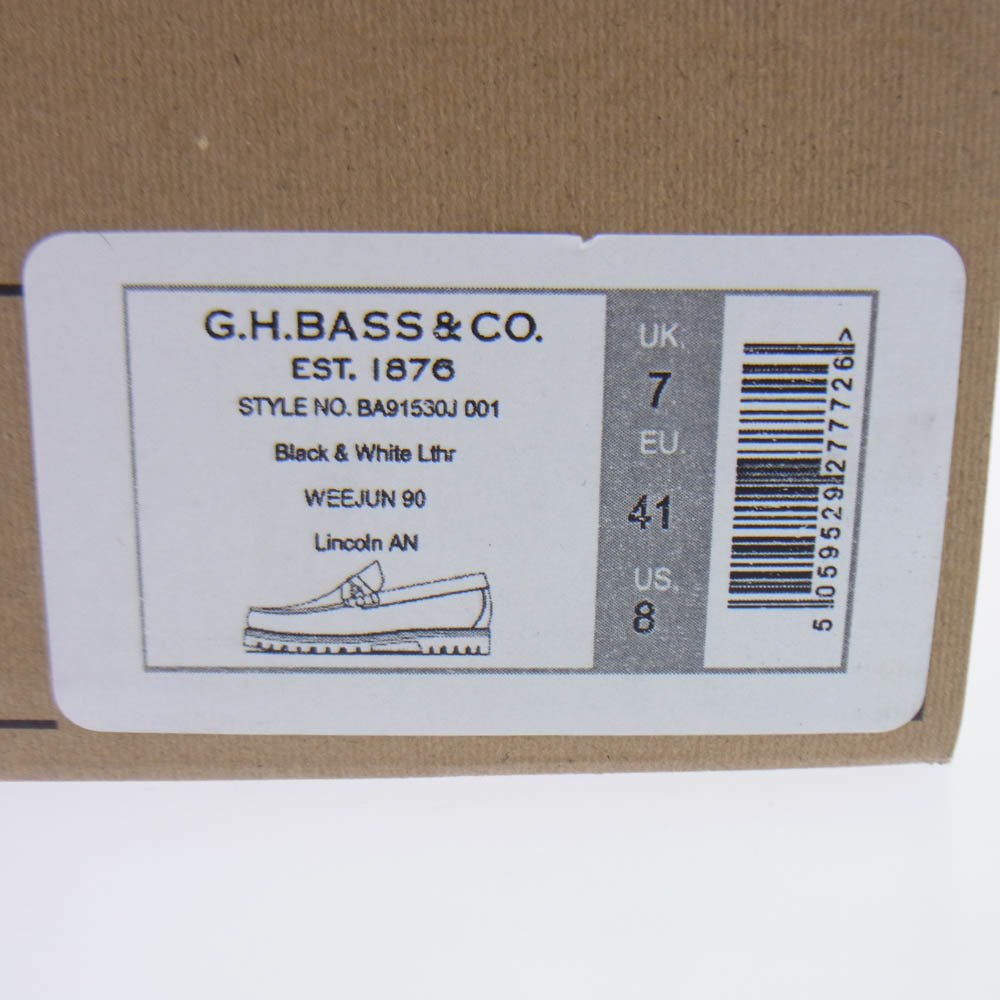 G.H.BASS & CO.
EST. 1876
STYLE NO. BA91530J 001
Black & White Lthr
WEEJUN 90
Lincoln AN
UK.
7
EU.
41
US.
8
5 059529 277726 >